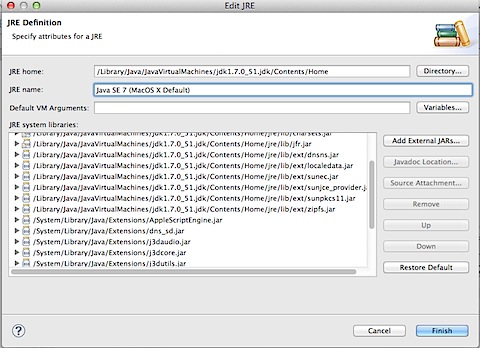 Edit JRE
JRE Definition
Specify attributes for a JRE
JRE home: /Library/Java/JavaVirtualMachines/jdk1.7.0_51.jdk/Contents/Home Directory...
JRE name: Java SE 7 (MacOS X Default)
Default VM Arguments: Variables...
JRE system libraries:
/Library/Java/JavaVirtualMachines/jdk1.7.0_51.jdk/Contents/Home/jre/lib/charsets.jar
Add External JARs...
/Library/Java/JavaVirtualMachines/jdk1.7.0_51.jdk/Contents/Home/jre/lib/jfr.jar
/Library/Java/JavaVirtualMachines/jdk1.7.0_51.jdk/Contents/Home/jre/lib/ext/dnsns.jar
Javadoc Location...
/Library/Java/JavaVirtualMachines/jdk1.7.0_51.jdk/Contents/Home/jre/lib/ext/localedata.jar
/Library/Java/JavaVirtualMachines/jdk1.7.0_51.jdk/Contents/Home/jre/lib/ext/sunec.jar
Source Attachment...
/Library/Java/JavaVirtualMachines/jdk1.7.0_51.jdk/Contents/Home/jre/lib/ext/sunjce_provider.ja
/Library/Java/JavaVirtualMachines/jdk1.7.0_51.jdk/Contents/Home/jre/lib/ext/sunpkcs11.jar
Remove
/Library/Java/JavaVirtualMachines/jdk1.7.0_51.jdk/Contents/Home/jre/lib/ext/zipfs.jar
/System/Library/Java/Extensions/AppleScriptEngine.jar
Up
/System/Library/Java/Extensions/dns_sd.jar
/System/Library/Java/Extensions/j3daudio.jar
Down
/System/Library/Java/Extensions/j3dcore.jar
/System/Library/Java/Extensions/j3dutils.jar
Restore Default
?
Cancel
Finish